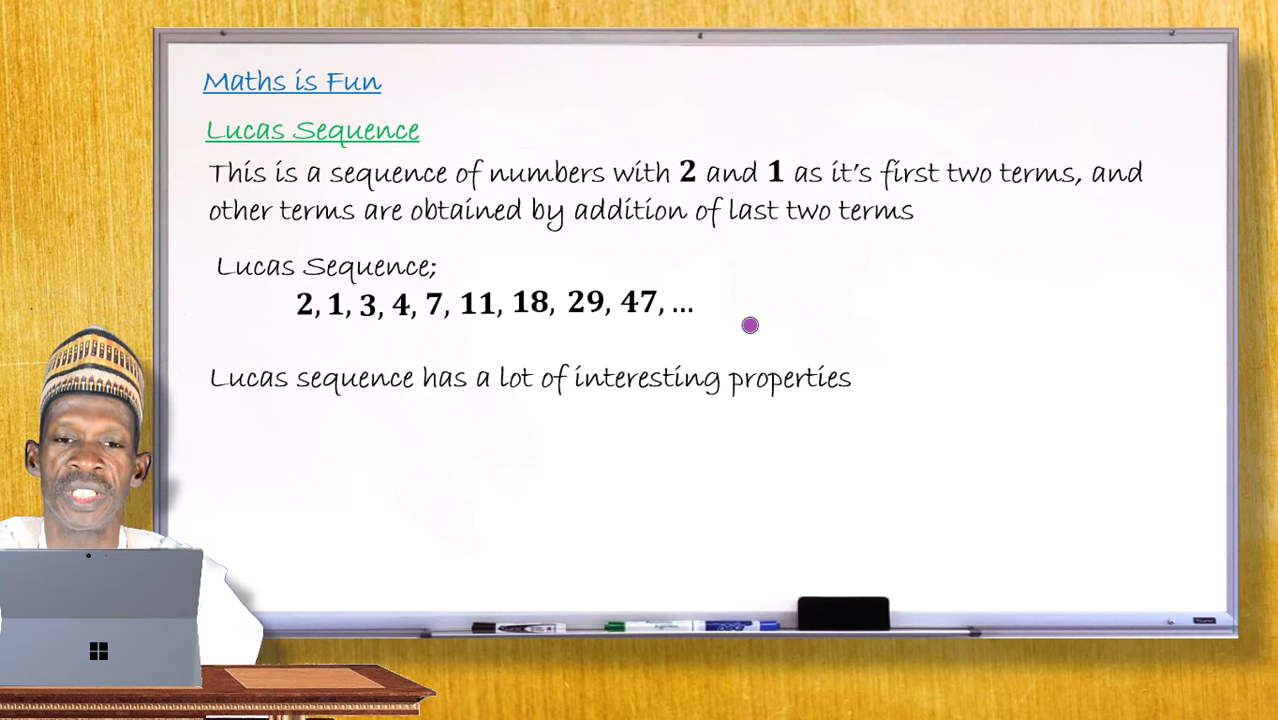 Maths is Fun
Lucas Sequence
This is a sequence of numbers with 2 and 1 as it's first two terms, and
other terms are obtained by addition of last two terms
Lucas Sequence;
2, 1, 3, 4, 7, 11, 18, 29, 47, ...
Lucas sequence has a lot of interesting properties